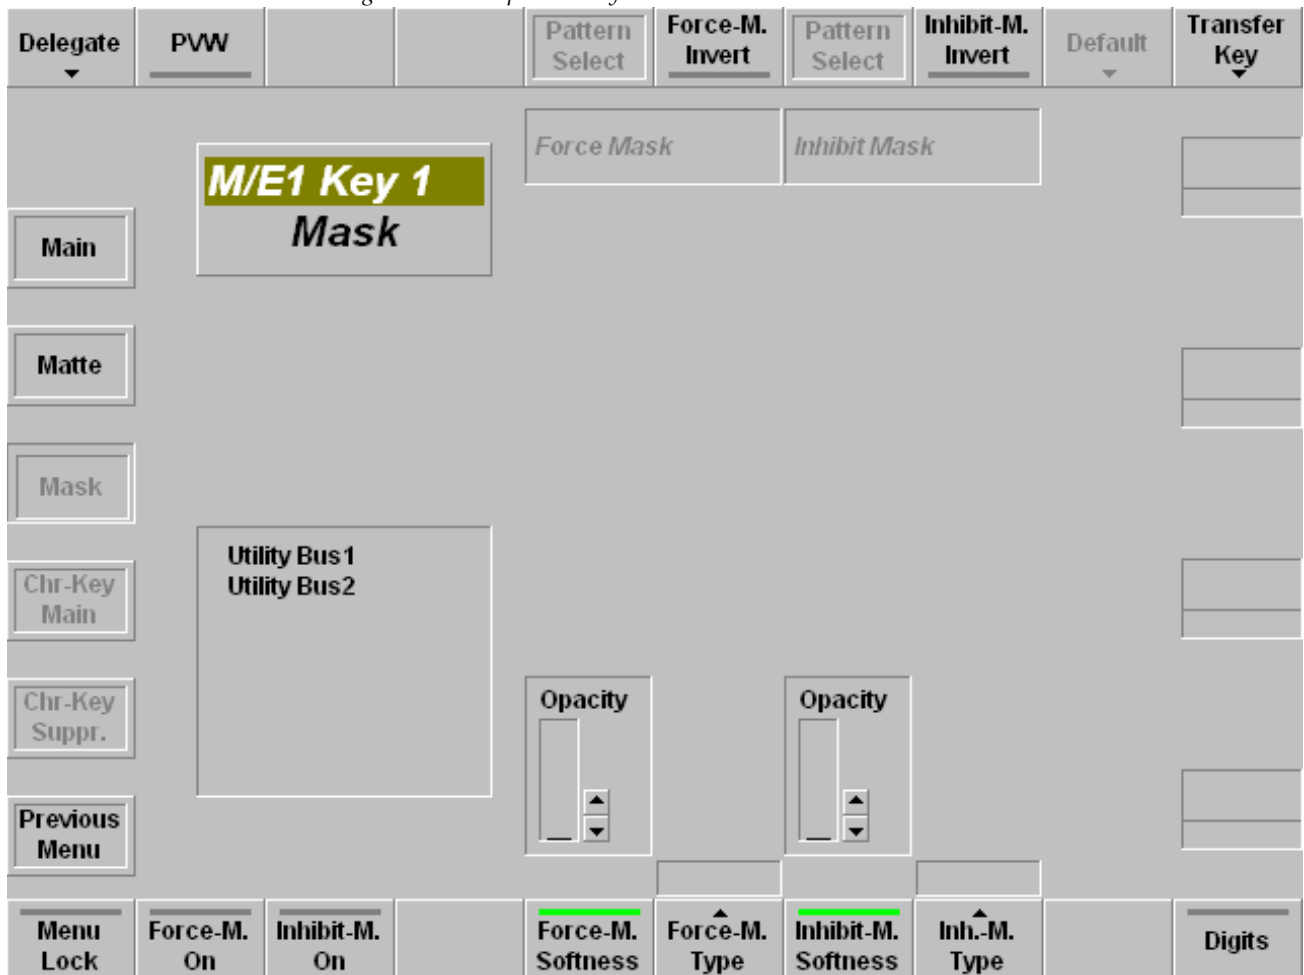 Delegate
PVW
Pattern
Select
Force-M.
Invert
Pattern
Select
Inhibit-M.
Invert
Default
Transfer
Key
Force Mask
Inhibit Mask
M/E1 Key 1
Mask
Main
Matte
Mask
Utility Bus1
Utility Bus2
Chr-Key
Main
Chr-Key
Suppr.
Opacity
Opacity
Previous
Menu
Menu
Lock
Force-M.
On
Inhibit-M.
On
Force-M.
Softness
Force-M.
Type
Inhibit-M.
Softness
Inh.-M.
Type
Digits